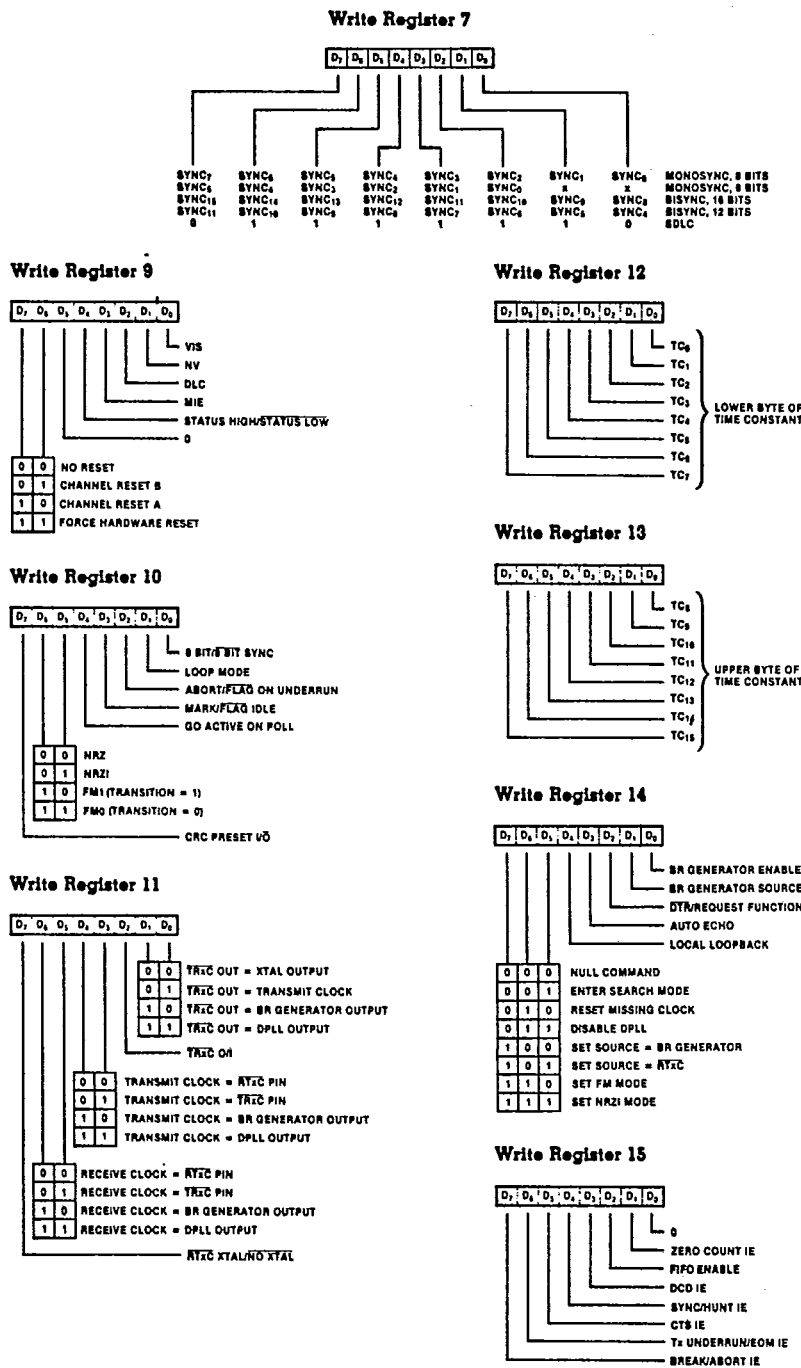 Write Register 7
D7 D6 D5 D4 D3 D2 D1 D0
SYNC7 SYNC6 SYNC5 SYNC4 SYNC3 SYNC2 SYNC1 SYNC0 MONOSYNC, 8 BITS
SYNC5 SYNC4 SYNC3 SYNC2 SYNC1 SYNC0 x x MONOSYNC, 6 BITS
SYNC15 SYNC14 SYNC13 SYNC12 SYNC11 SYNC10 SYNC9 SYNC8 BISYNC, 16 BITS
SYNC11 SYNC10 SYNC9 SYNC8 SYNC7 SYNC6 SYNC5 SYNC4 BISYNC, 12 BITS
0 1 1 1 1 1 1 0 SDLC
Write Register 9
D7 D6 D5 D4 D3 D2 D1 D0
VIS
NV
DLC
MIE
STATUS HIGH/STATUS LOW
0
0 0 NO RESET
0 1 CHANNEL RESET B
1 0 CHANNEL RESET A
1 1 FORCE HARDWARE RESET
Write Register 10
D7 D6 D5 D4 D3 D2 D1 D0
6 BIT/8 BIT SYNC
LOOP MODE
ABORT/FLAG ON UNDERRUN
MARK/FLAG IDLE
GO ACTIVE ON POLL
0 0 NRZ
0 1 NRZI
1 0 FM1 (TRANSITION = 1)
1 1 FM0 (TRANSITION = 0)
CRC PRESET I/O
Write Register 11
D7 D6 D5 D4 D3 D2 D1 D0
0 0 TRxC OUT = XTAL OUTPUT
0 1 TRxC OUT = TRANSMIT CLOCK
1 0 TRxC OUT = BR GENERATOR OUTPUT
1 1 TRxC OUT = DPLL OUTPUT
TRxC O/I
0 0 TRANSMIT CLOCK = RTxC PIN
0 1 TRANSMIT CLOCK = TRxC PIN
1 0 TRANSMIT CLOCK = BR GENERATOR OUTPUT
1 1 TRANSMIT CLOCK = DPLL OUTPUT
0 0 RECEIVE CLOCK = RTxC PIN
0 1 RECEIVE CLOCK = TRxC PIN
1 0 RECEIVE CLOCK = BR GENERATOR OUTPUT
1 1 RECEIVE CLOCK = DPLL OUTPUT
RTxC XTAL/NO XTAL
Write Register 12
D7 D6 D5 D4 D3 D2 D1 D0
TC0
TC1
TC2
TC3
TC4
TC5
TC6
TC7
LOWER BYTE OF
TIME CONSTANT
Write Register 13
D7 D6 D5 D4 D3 D2 D1 D0
TC8
TC9
TC10
TC11
TC12
TC13
TC14
TC15
UPPER BYTE OF
TIME CONSTANT
Write Register 14
D7 D6 D5 D4 D3 D2 D1 D0
BR GENERATOR ENABLE
BR GENERATOR SOURCE
DTR/REQUEST FUNCTION
AUTO ECHO
LOCAL LOOPBACK
0 0 0 NULL COMMAND
0 0 1 ENTER SEARCH MODE
0 1 0 RESET MISSING CLOCK
0 1 1 DISABLE DPLL
1 0 0 SET SOURCE = BR GENERATOR
1 0 1 SET SOURCE = RTxC
1 1 0 SET FM MODE
1 1 1 SET NRZI MODE
Write Register 15
D7 D6 D5 D4 D3 D2 D1 D0
0
ZERO COUNT IE
FIFO ENABLE
DCD IE
SYNC/HUNT IE
CTS IE
Tx UNDERRUN/EOM IE
BREAK/ABORT IE